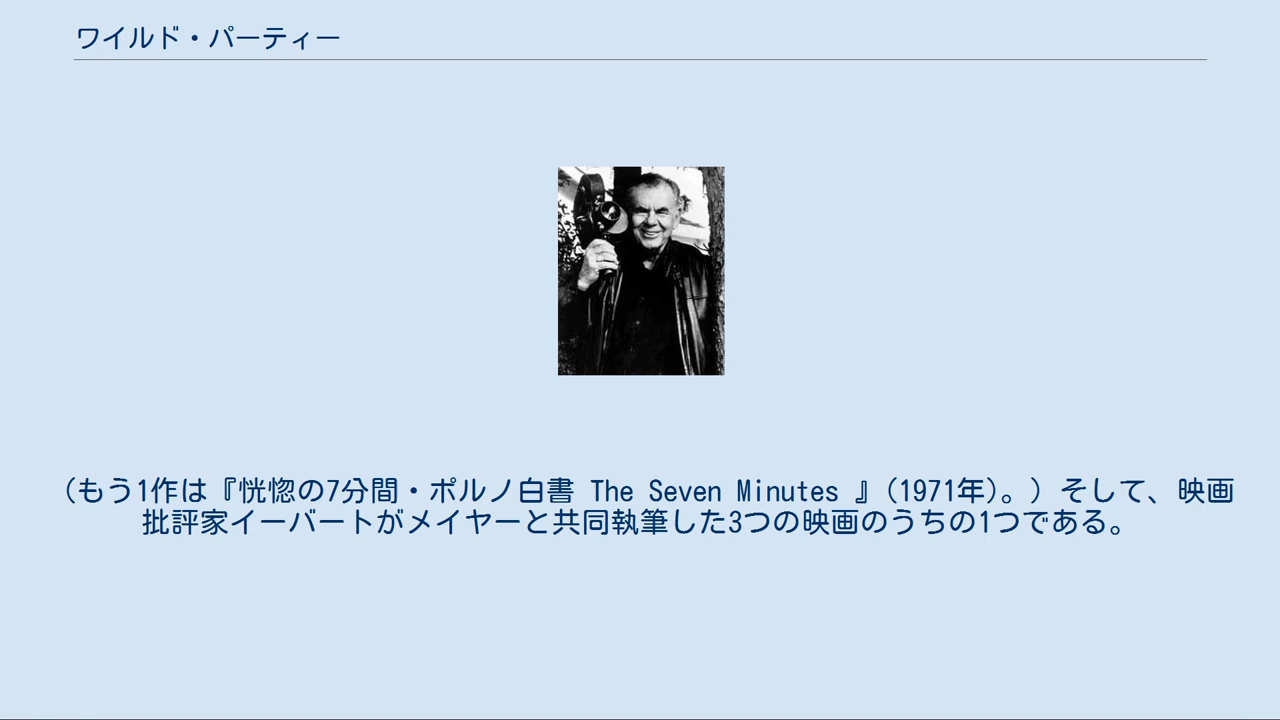 ワイルド・パーティー
（もう1作は『恍惚の7分間・ポルノ白書 The Seven Minutes 』（1971年）。）そして、映画
批評家イーバートがメイヤーと共同執筆した3つの映画のうちの1つである。